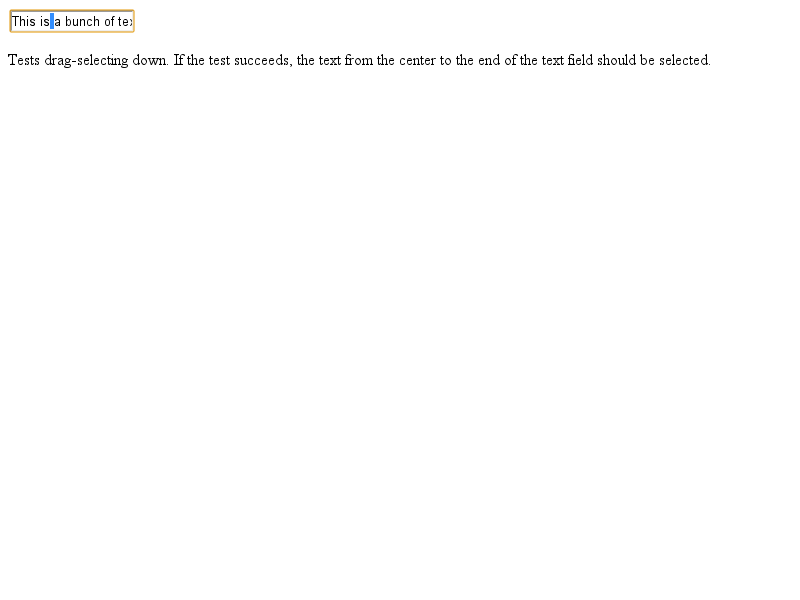 This is a bunch of tex
Tests drag-selecting down. If the test succeeds, the text from the center to the end of the text field should be selected.